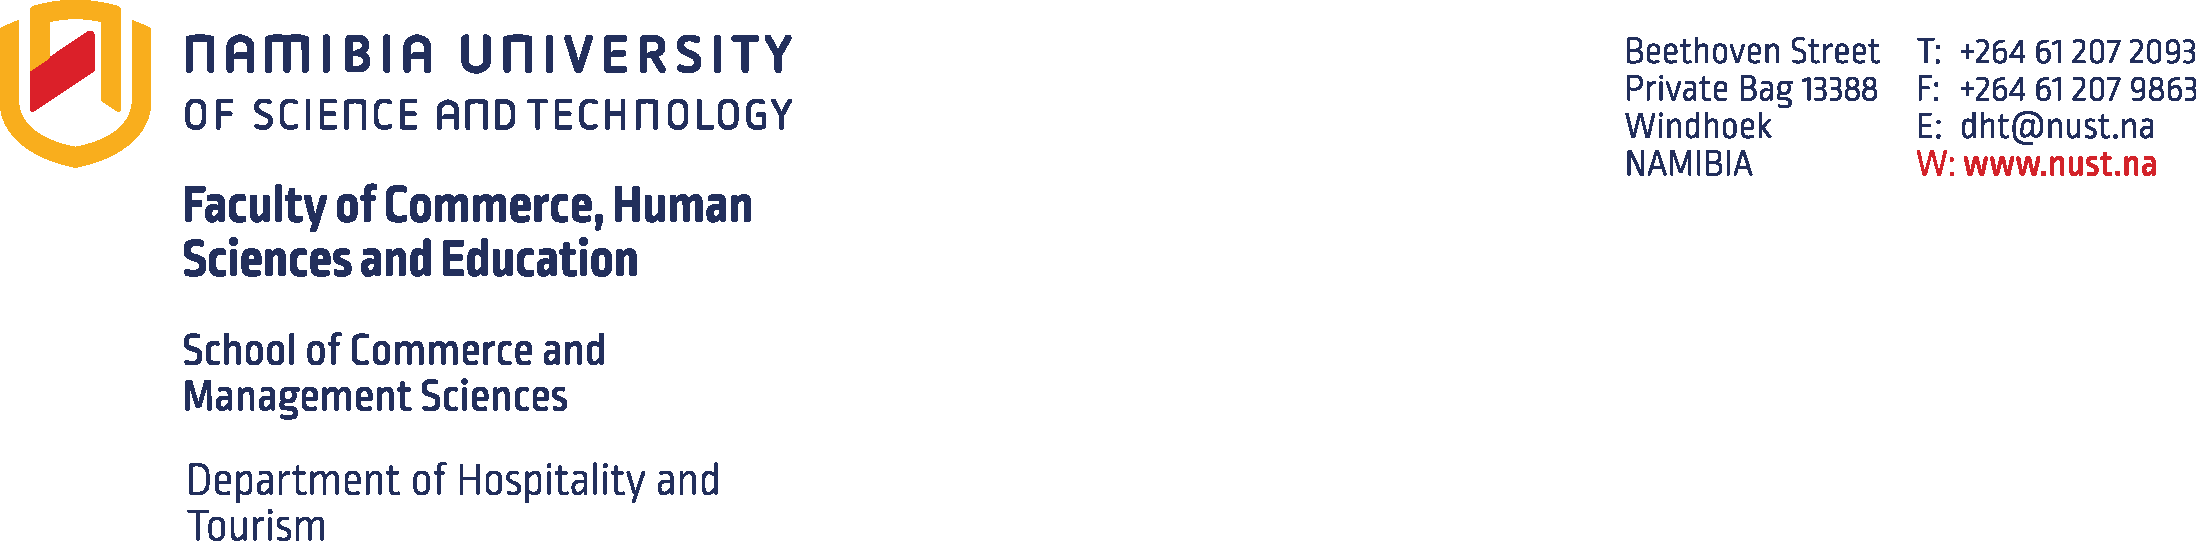 NAMIBIA UNIVERSITY
OF SCIENCE AND TECHNOLOGY
Faculty of Commerce, Human
Sciences and Education
School of Commerce and
Management Sciences
Department of Hospitality and
Tourism
Beethoven Street
Private Bag 13388
Windhoek
NAMIBIA
T: +264 61 207 2093
F: +264 61 207 9863
E: dht@nust.na
W: www.nust.na